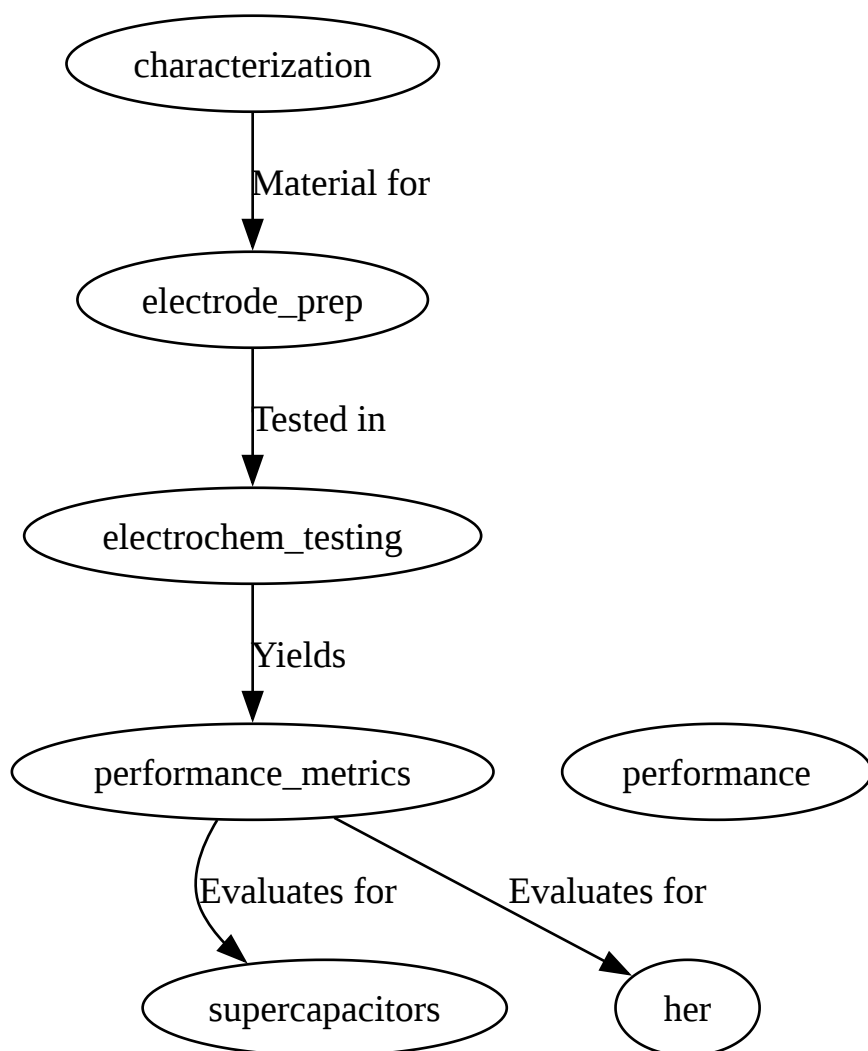 characterization
Material for
electrode_prep
Tested in
electrochem_testing
Yields
performance_metrics
performance
Evaluates for
Evaluates for
supercapacitors
her